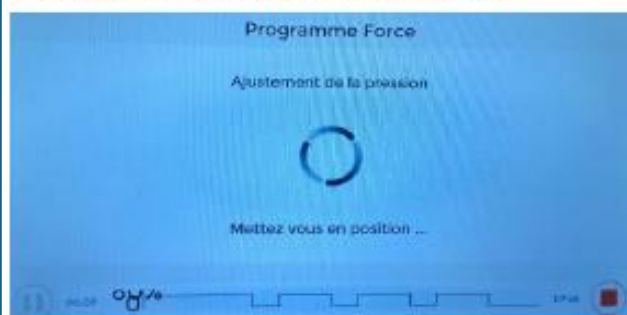 Programme Force
Ajustement de la pression
Mettez vous en position ...